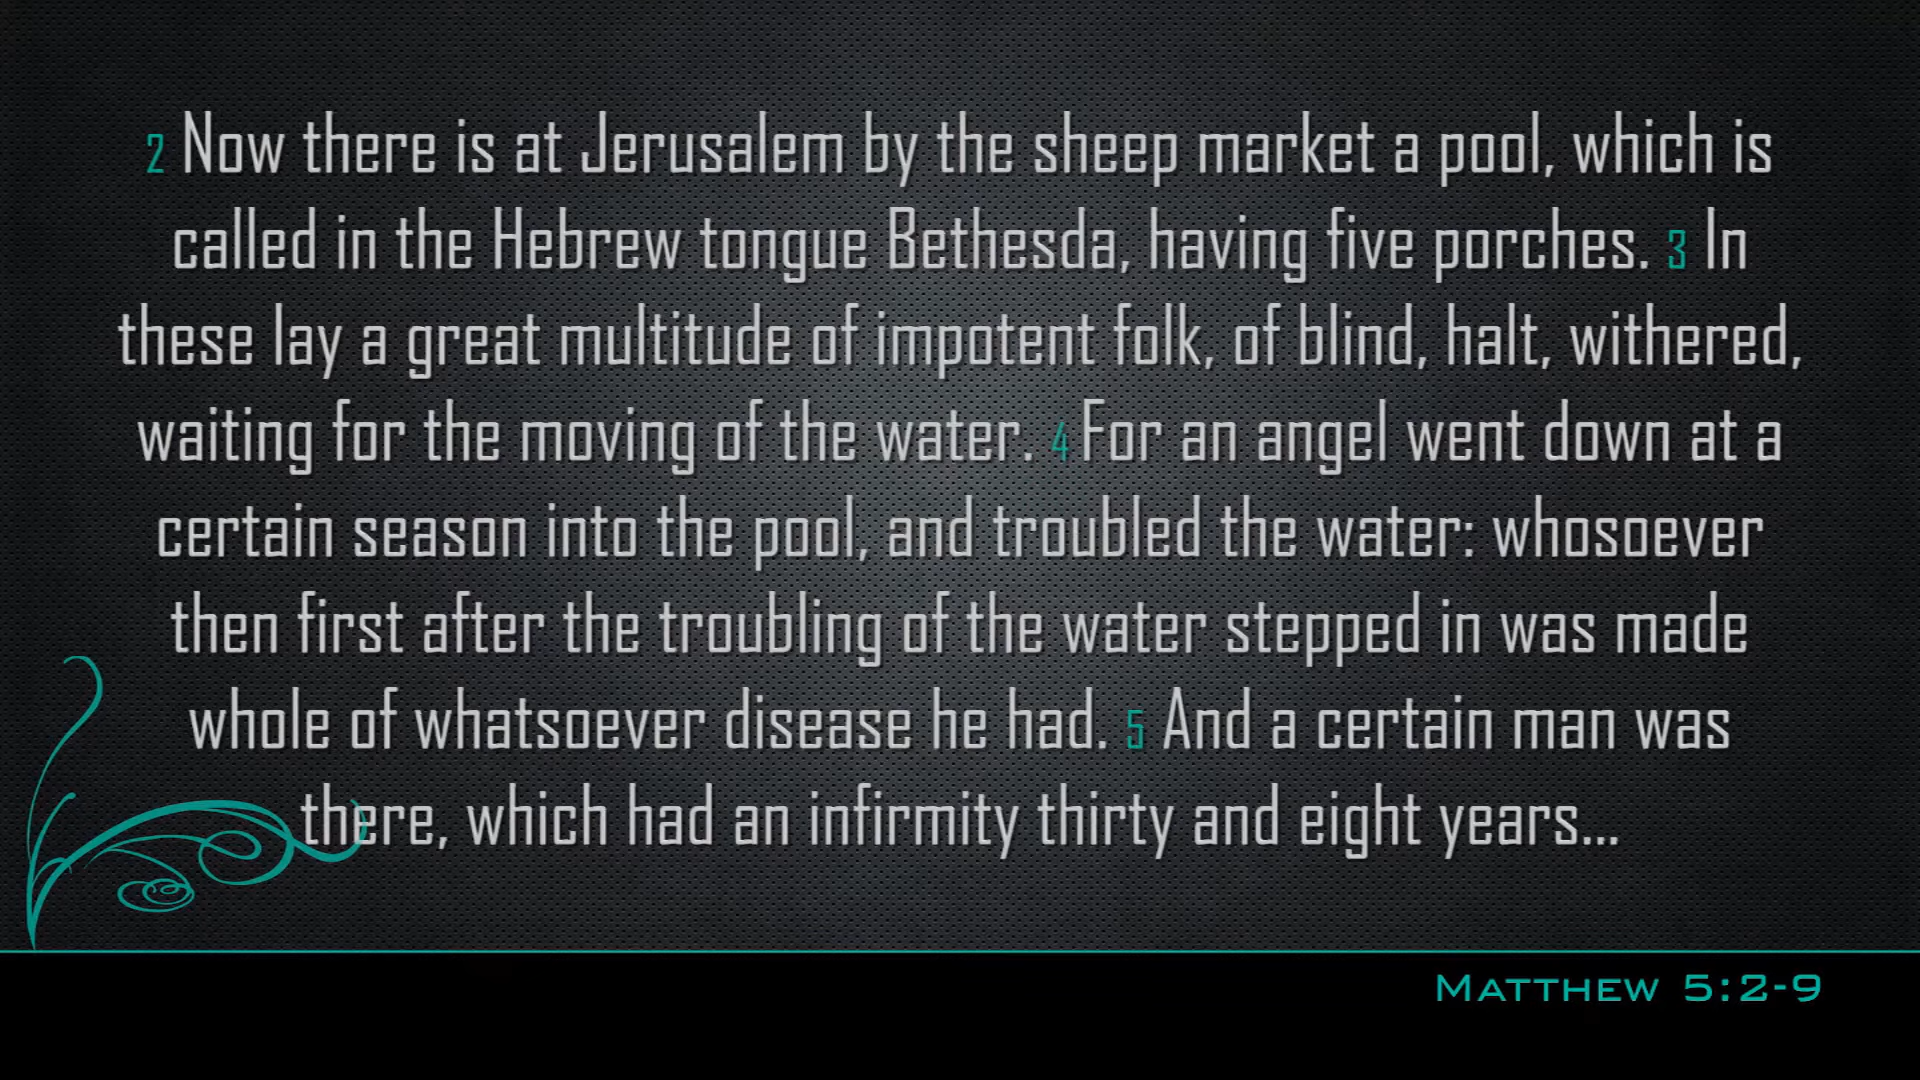 2 Now there is at Jerusalem by the sheep market a pool, which is
called in the Hebrew tongue Bethesda, having five porches. 3 In
these lay a great multitude of impotent folk, of blind, halt, withered,
waiting for the moving of the water. 4 For an angel went down at a
certain season into the pool, and troubled the water: whosoever
then first after the troubling of the water stepped in was made
whole of whatsoever disease he had. 5 And a certain man was
there, which had an infirmity thirty and eight years...
Matthew 5:2-9